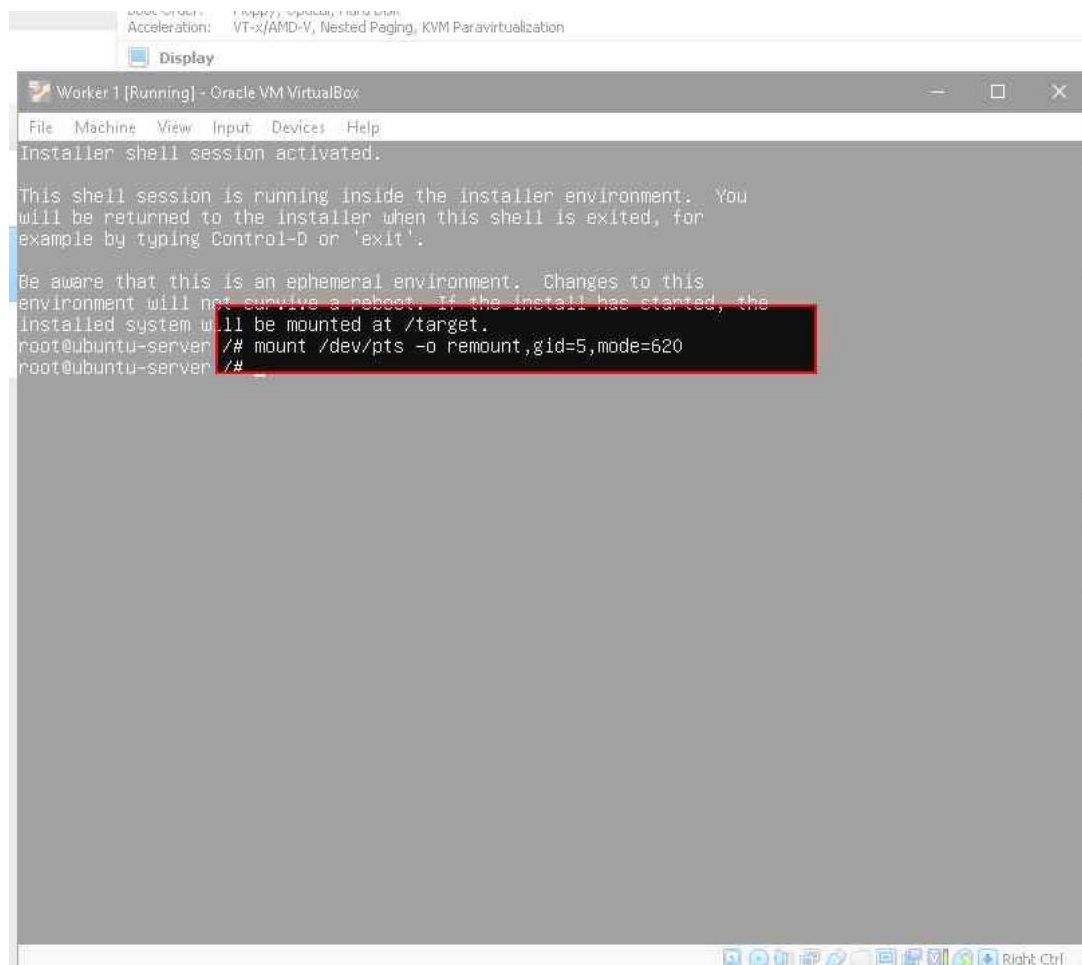 Acceleration: VT-x/AMD-V, Nested Paging, KVM Paravirtualization
Display
Worker 1 [Running] - Oracle VM VirtualBox
File Machine View Input Devices Help
Installer shell session activated.
This shell session is running inside the installer environment. You
will be returned to the installer when this shell is exited, for
example by typing Control-D or 'exit'.
Be aware that this is an ephemeral environment. Changes to this
environment will not survive a reboot. If the install has started, the
installed system will be mounted at /target.
root@ubuntu-server /# mount /dev/pts -o remount,gid=5,mode=620
root@ubuntu-server /# _
Right Ctrl